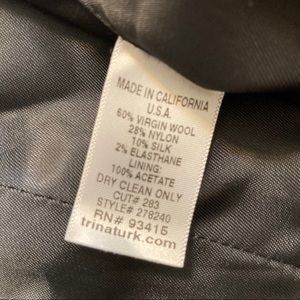 MADE IN CALIFORNIA
U.S.A.
60% VIRGIN WOOL
28% NYLON
10% SILK
2% ELASTHANE
LINING:
100% ACETATE
DRY CLEAN ONLY
CUT# 283
STYLE# 278240
RN# 93415
trinaturk.com